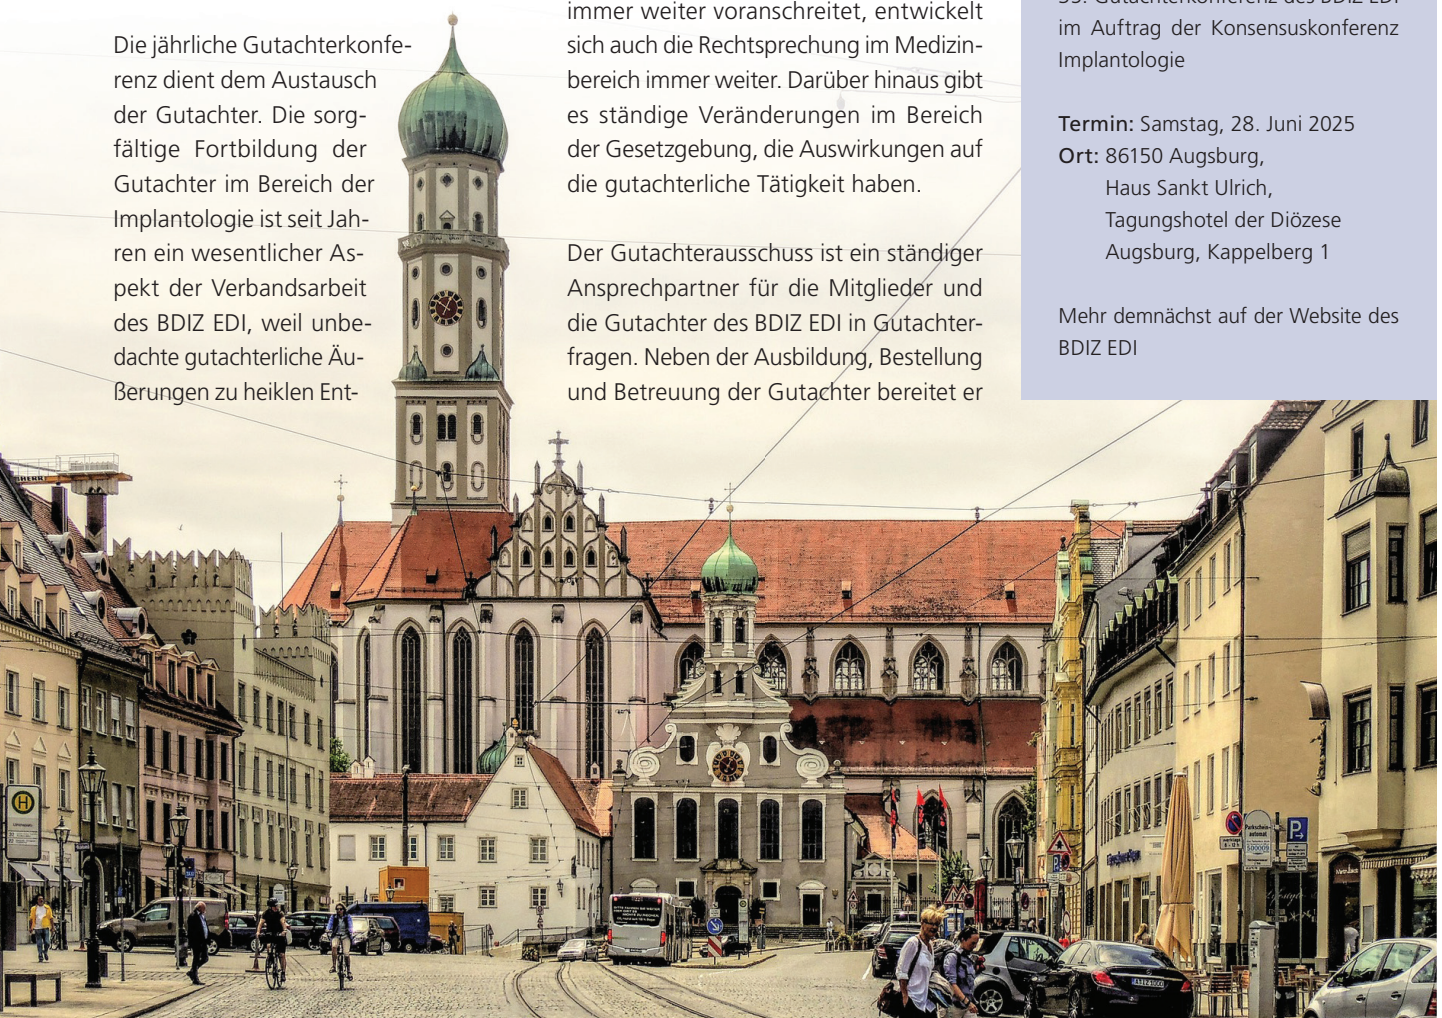 Die jährliche Gutachterkonfe-
renz dient dem Austausch
der Gutachter. Die sorg-
fältige Fortbildung der
Gutachter im Bereich der
Implantologie ist seit Jah-
ren ein wesentlicher As-
pekt der Verbandsarbeit
des BDIZ EDI, weil unbe-
dachte gutachterliche Äu-
ßerungen zu heiklen Ent-
immer weiter voranschreitet, entwickelt
sich auch die Rechtsprechung im Medizin-
bereich immer weiter. Darüber hinaus gibt
es ständige Veränderungen im Bereich
der Gesetzgebung, die Auswirkungen auf
die gutachterliche Tätigkeit haben.
Der Gutachterausschuss ist ein ständiger
Ansprechpartner für die Mitglieder und
die Gutachter des BDIZ EDI in Gutachter-
fragen. Neben der Ausbildung, Bestellung
und Betreuung der Gutachter bereitet er
Gutachterkonferenz des BDIZ EDI
im Auftrag der Konsensuskonferenz
Implantologie
Termin: Samstag, 28. Juni 2025
Ort: 86150 Augsburg,
Haus Sankt Ulrich,
Tagungshotel der Diözese
Augsburg, Kappelberg 1
Mehr demnächst auf der Website des
BDIZ EDI
H
Parkschein-
automat
P